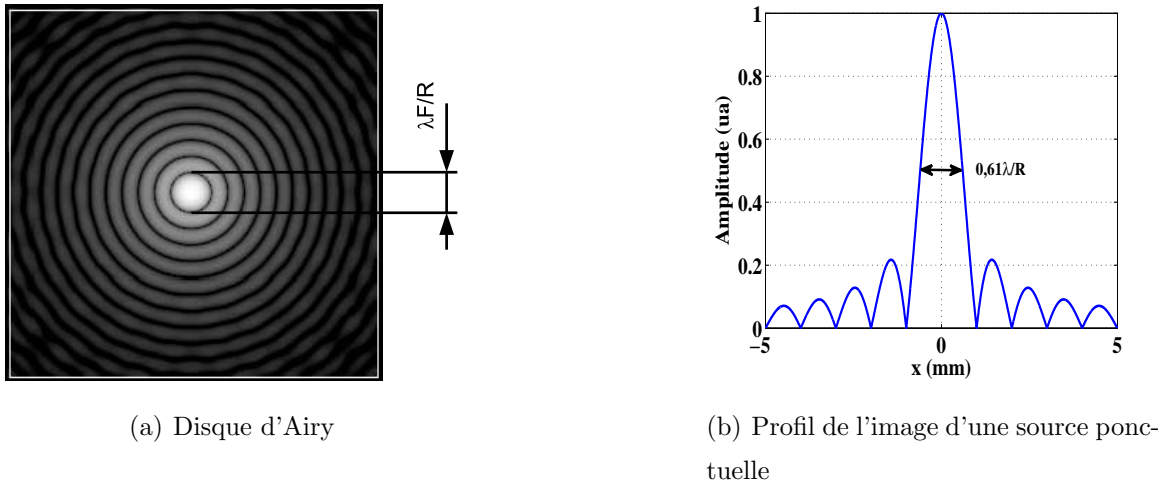 λF/R
(a) Disque d'Airy
1
0.8
0.6
0.4
0.2
0
Amplitude (ua)
0,61λ/R
−5
0
5
x (mm)
(b) Profil de l'image d'une source ponc-
tuelle